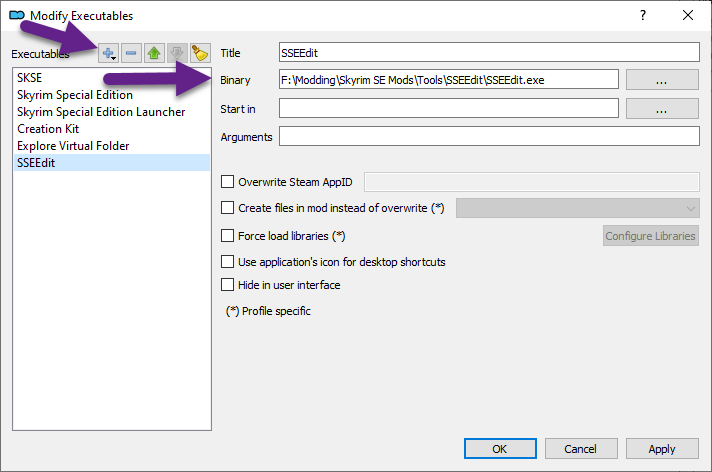 Modify Executables
Executables
SKSE
Skyrim Special Edition
Skyrim Special Edition Launcher
Creation Kit
Explore Virtual Folder
SSEEdit
Title SSEEdit
Binary F:\Modding\Skyrim SE Mods\Tools\SSEEdit\SSEEdit.exe ...
Start in ...
Arguments
Overwrite Steam AppID
Create files in mod instead of overwrite (*)
Force load libraries (*) Configure Libraries
Use application's icon for desktop shortcuts
Hide in user interface
(*) Profile specific
OK Cancel Apply